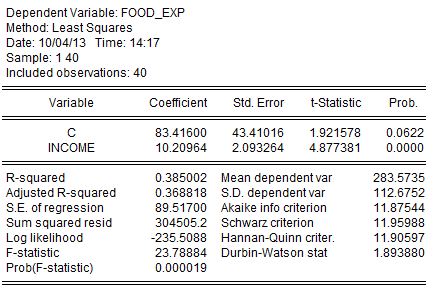 Dependent Variable: FOOD_EXP
Method: Least Squares
Date: 10/04/13 Time: 14:17
Sample: 1 40
Included observations: 40
Variable Coefficient Std. Error t-Statistic Prob.
C 83.41600 43.41016 1.921578 0.0622
INCOME 10.20964 2.093264 4.877381 0.0000
R-squared 0.385002 Mean dependent var 283.5735
Adjusted R-squared 0.368818 S.D. dependent var 112.6752
S.E. of regression 89.51700 Akaike info criterion 11.87544
Sum squared resid 304505.2 Schwarz criterion 11.95988
Log likelihood -235.5088 Hannan-Quinn criter. 11.90597
F-statistic 23.78884 Durbin-Watson stat 1.893880
Prob(F-statistic) 0.000019